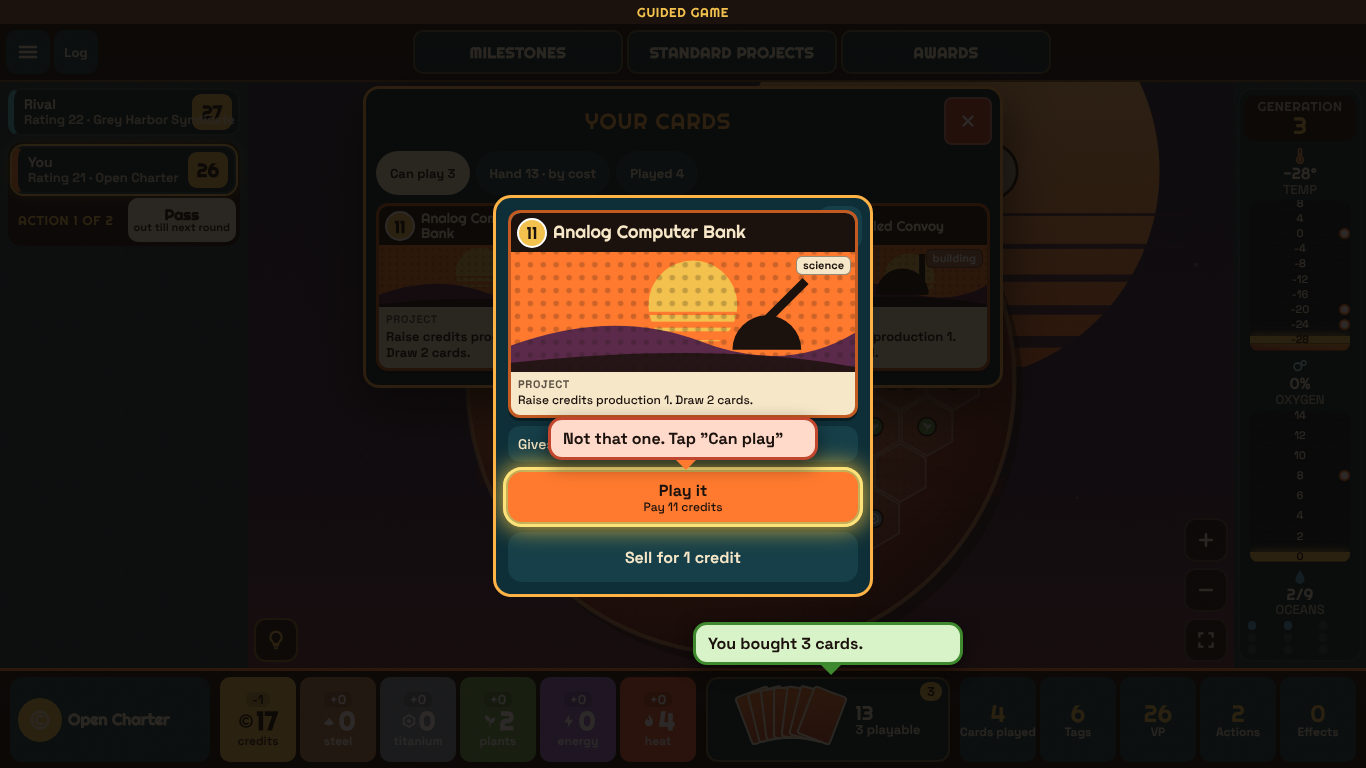 GUIDED GAME
Log
MILESTONES
STANDARD PROJECTS
AWARDS
Rival
27
Rating 22 · Grey Harbor
You
26
Rating 21 · Open Charter
ACTION 1 OF 2
Pass
out till next round
YOUR CARDS
×
Can play 3
Hand 13 · by cost
Played 4
11
Analog
Bank
PROJECT
Raise credits
Draw 2 cards.
Convoy
building
production 1.
11
Analog Computer Bank
science
PROJECT
Raise credits production 1. Draw 2 cards.
Not that one. Tap "Can play"
Play it
Pay 11 credits
Sell for 1 credit
You bought 3 cards.
GENERATION
3
-28°
TEMP
8
4
0
-4
-8
-12
-16
-20
-24
-28
0%
OXYGEN
14
12
10
8
6
4
2
0
2/9
OCEANS
+
−
Open Charter
-1
17
credits
+0
0
steel
+0
0
titanium
+0
2
plants
+0
0
energy
+0
4
heat
3
13
3 playable
4
Cards played
6
Tags
26
VP
2
Actions
0
Effects